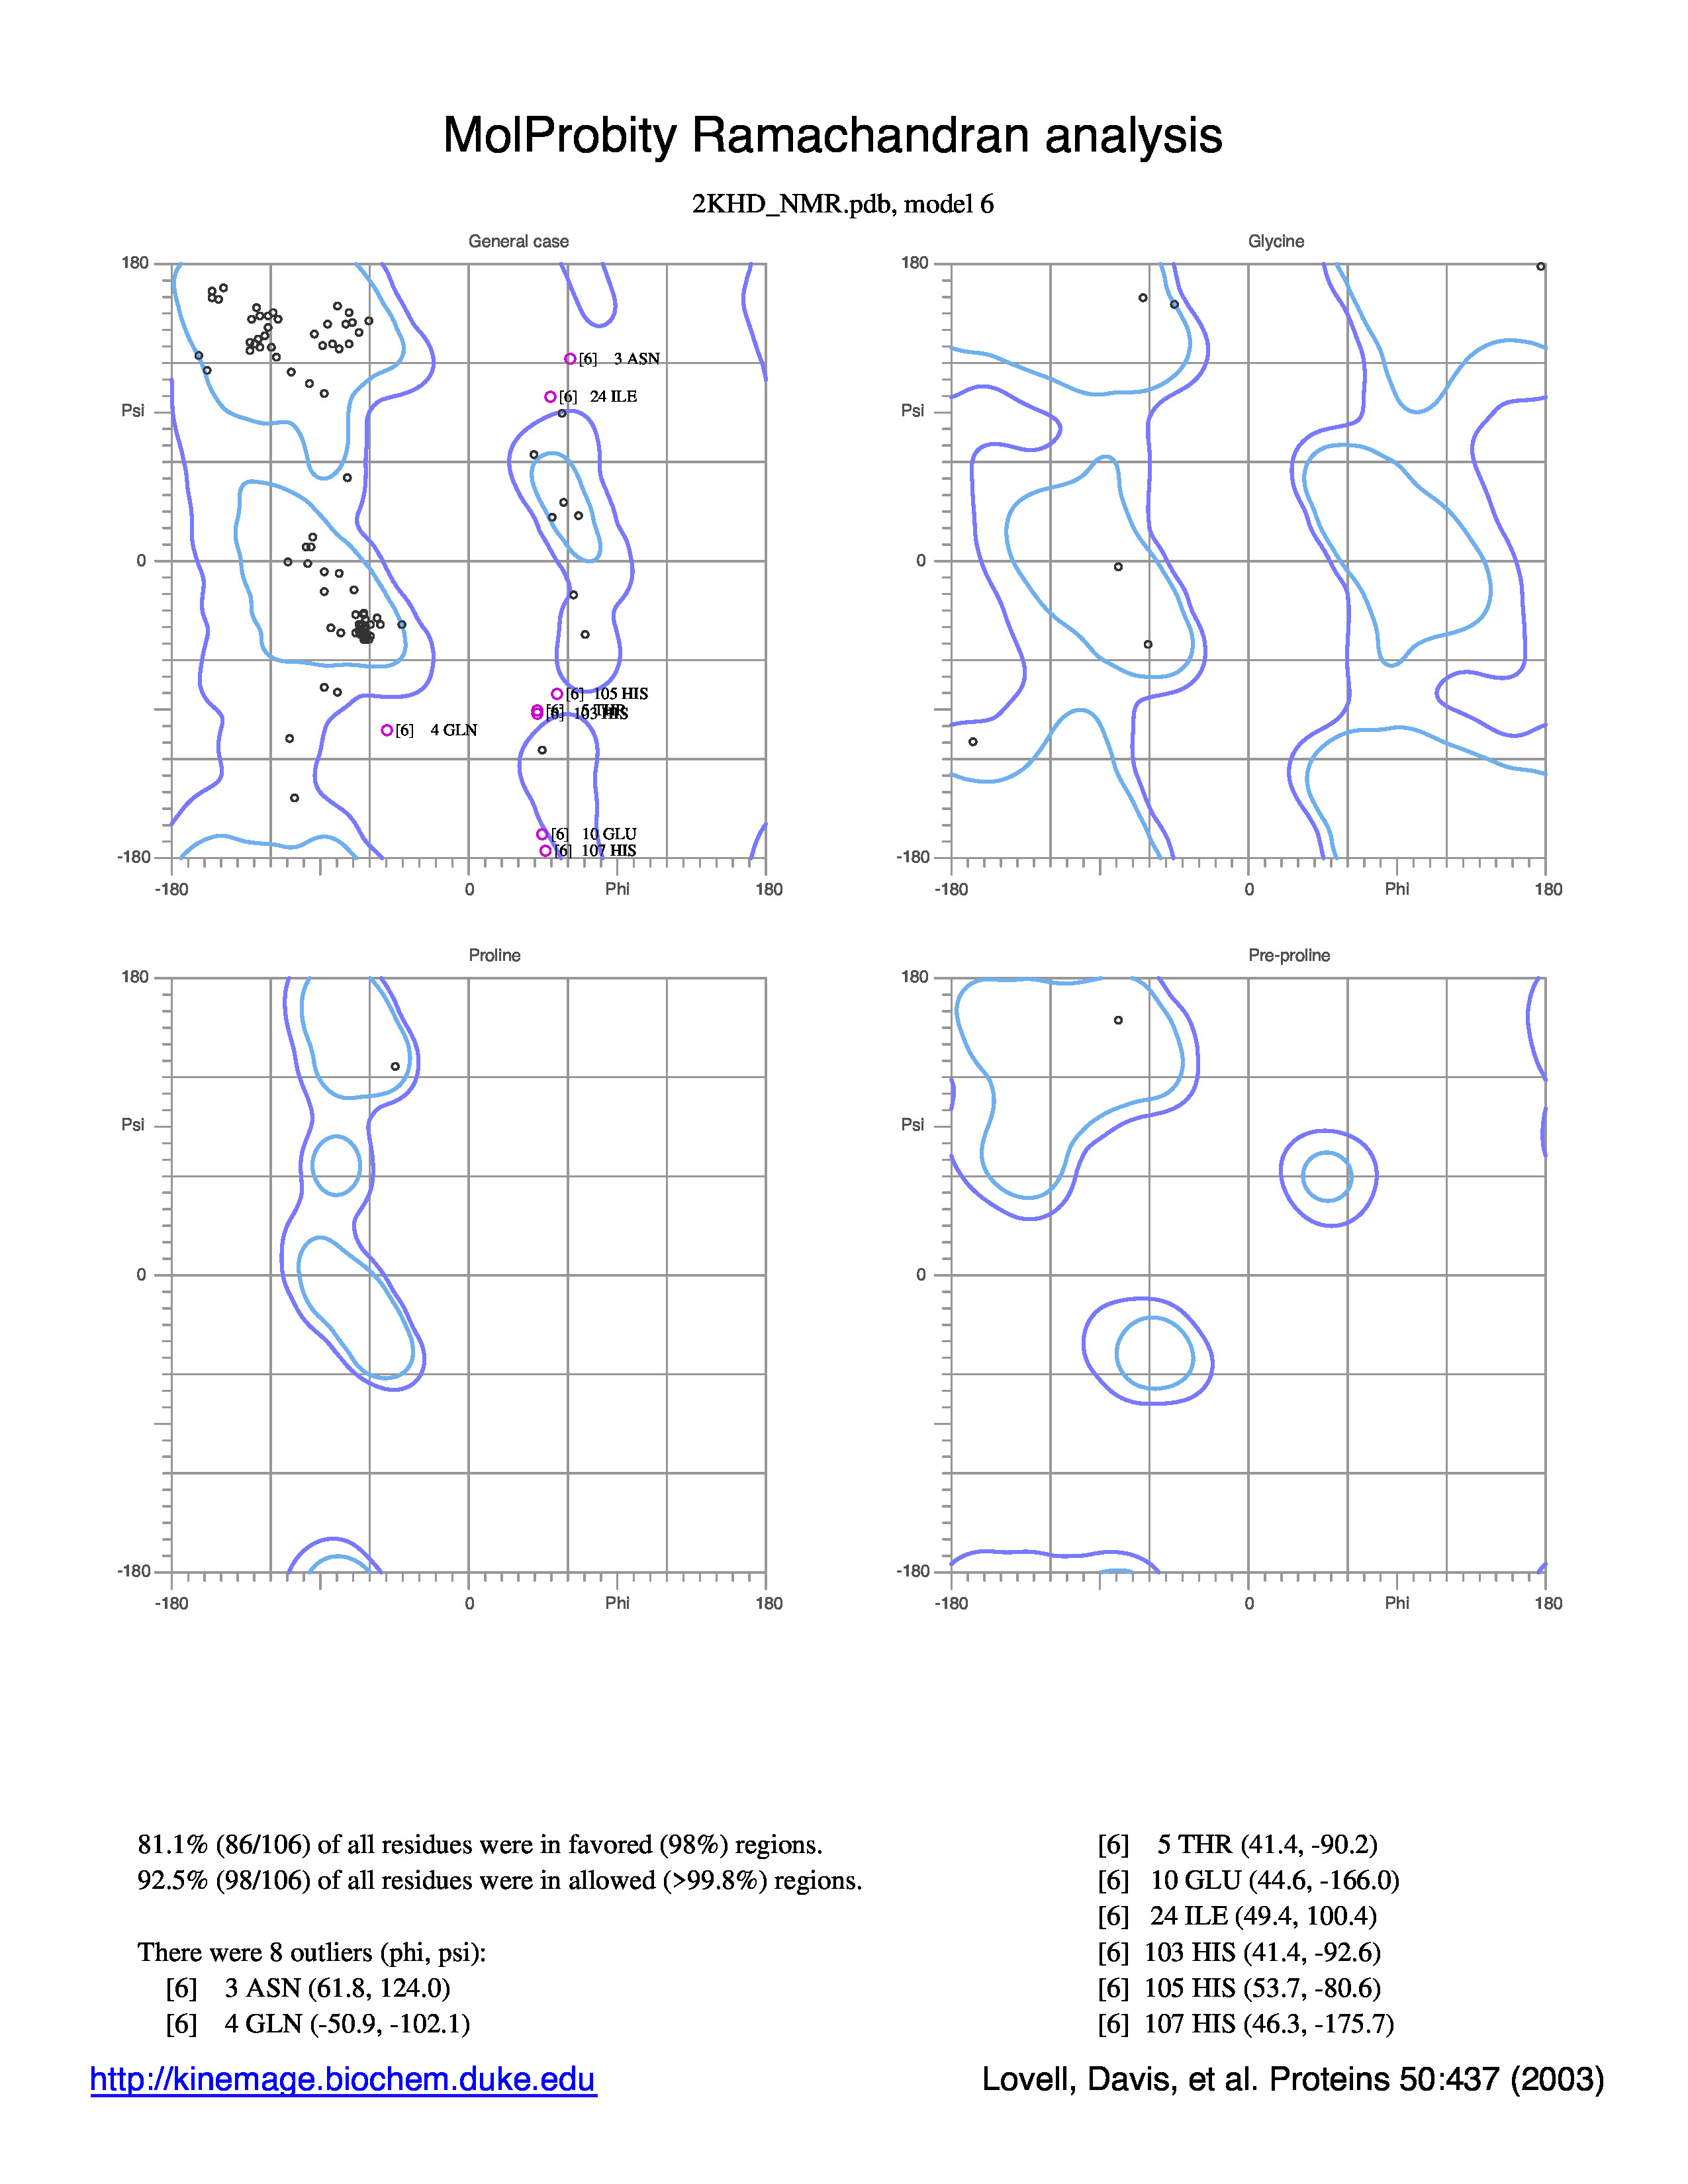 MolProbity Ramachandran analysis
2KHD_NMR.pdb, model 6
General case
180
Psi
0
-180
-180
0
Phi
180
[6] 3 ASN
[6] 24 ILE
[6] 105 HIS
[6] 5 THR
[6] 103 HIS
[6] 4 GLN
[6] 10 GLU
[6] 107 HIS
Glycine
180
Psi
0
-180
-180
0
Phi
180
Proline
180
Psi
0
-180
-180
0
Phi
180
Pre-proline
180
Psi
0
-180
-180
0
Phi
180
81.1% (86/106) of all residues were in favored (98%) regions.
92.5% (98/106) of all residues were in allowed (>99.8%) regions.
There were 8 outliers (phi, psi):
[6] 3 ASN (61.8, 124.0)
[6] 4 GLN (-50.9, -102.1)
[6] 5 THR (41.4, -90.2)
[6] 10 GLU (44.6, -166.0)
[6] 24 ILE (49.4, 100.4)
[6] 103 HIS (41.4, -92.6)
[6] 105 HIS (53.7, -80.6)
[6] 107 HIS (46.3, -175.7)
http://kinemage.biochem.duke.edu
Lovell, Davis, et al. Proteins 50:437 (2003)